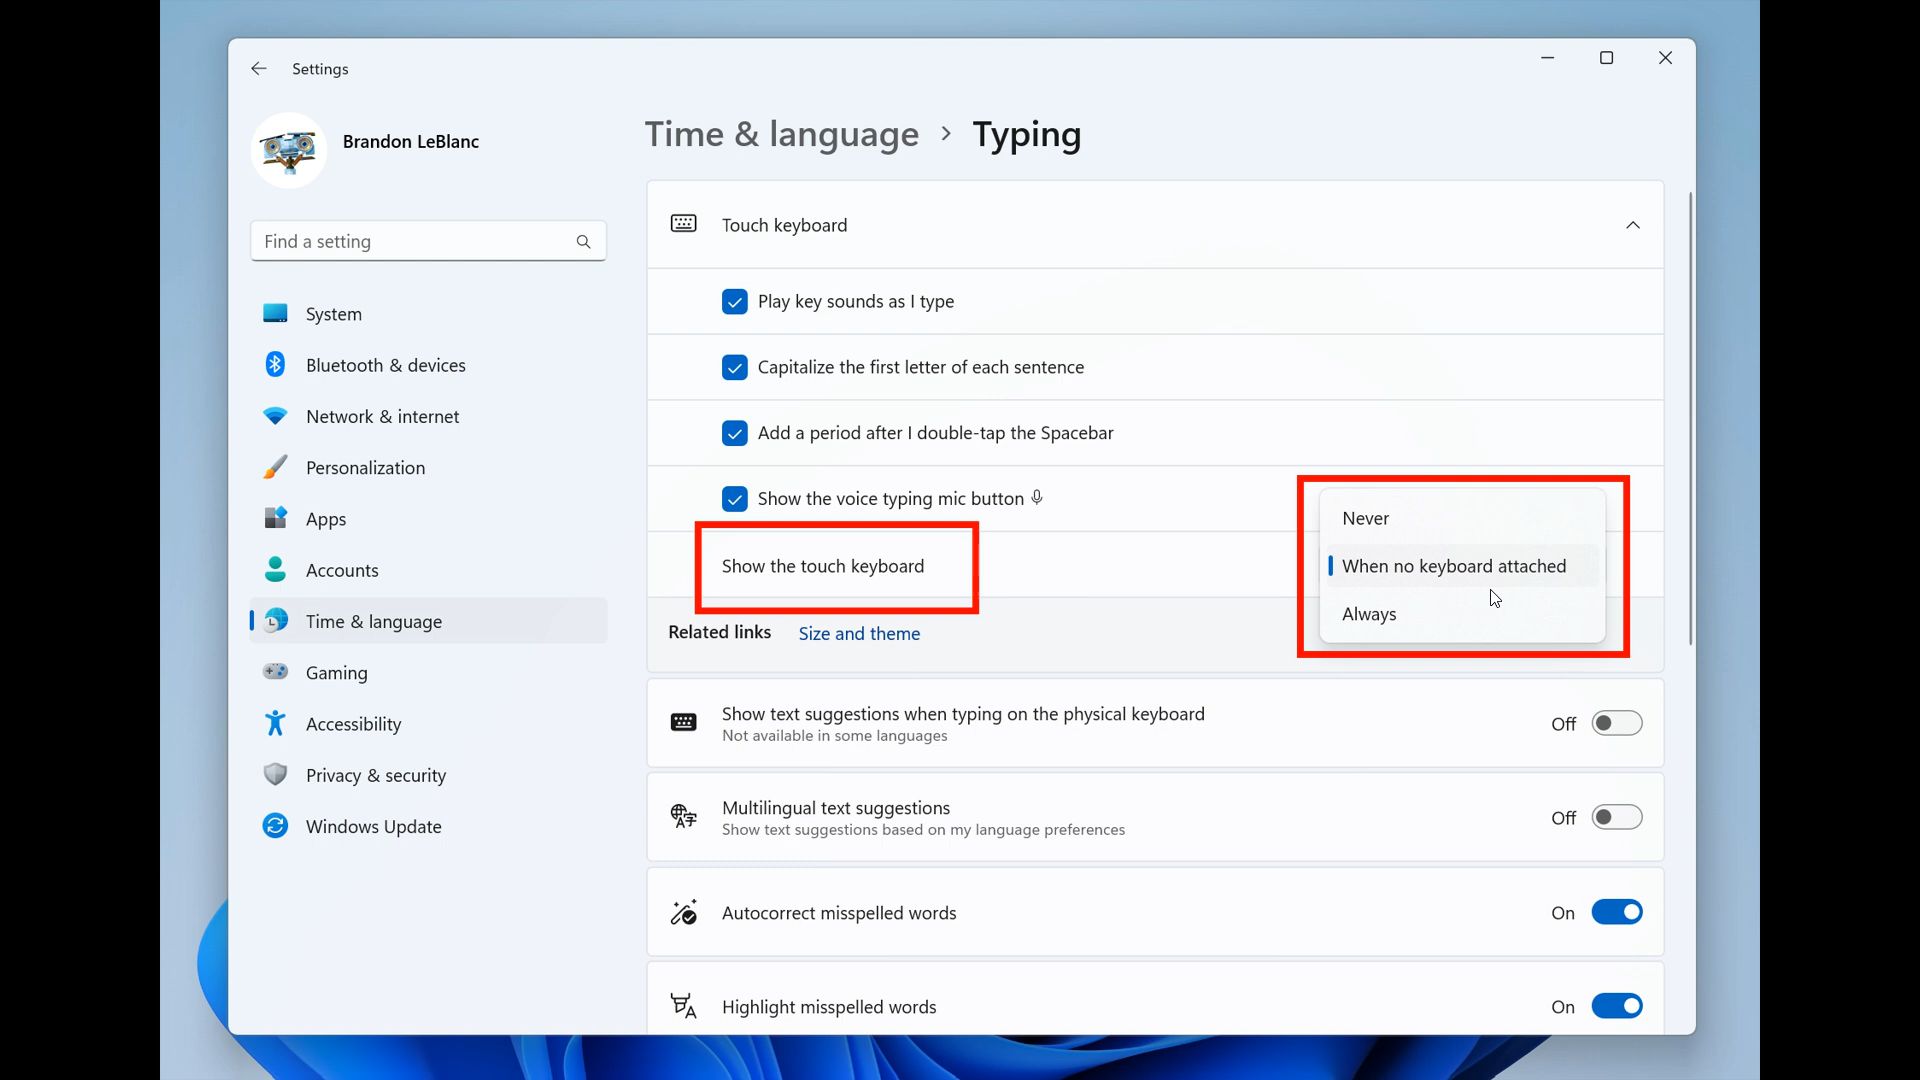 Settings
Brandon LeBlanc
Find a setting
System
Bluetooth & devices
Network & internet
Personalization
Apps
Accounts
Time & language
Gaming
Accessibility
Privacy & security
Windows Update
Time & language > Typing
Touch keyboard
Play key sounds as I type
Capitalize the first letter of each sentence
Add a period after I double-tap the Spacebar
Show the voice typing mic button
Show the touch keyboard
Never
When no keyboard attached
Always
Related links Size and theme
Show text suggestions when typing on the physical keyboard
Not available in some languages
Off
Multilingual text suggestions
Show text suggestions based on my language preferences
Off
Autocorrect misspelled words
On
Highlight misspelled words
On